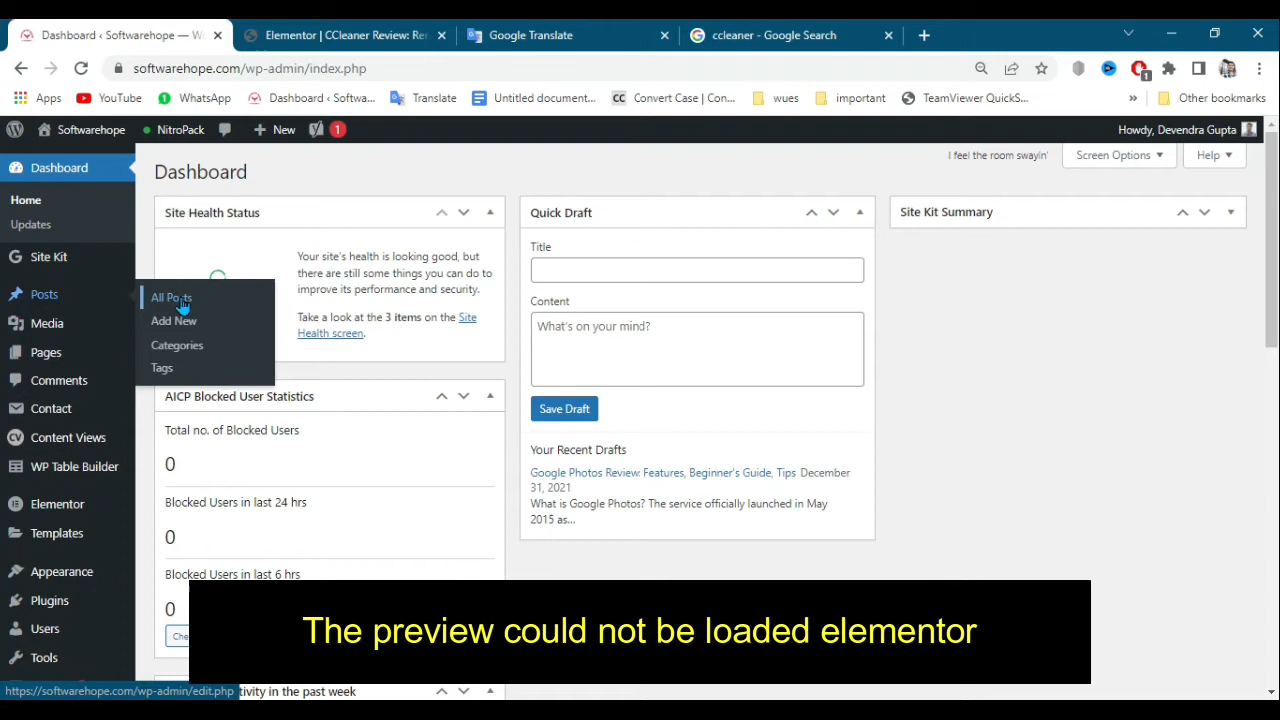 Dashboard ‹ Softwarehope — W
Elementor | CCleaner Review: Re
Google Translate
ccleaner - Google Search
softwarehope.com/wp-admin/index.php
Apps
YouTube
WhatsApp
Dashboard ‹ Softwa...
Translate
Untitled document...
CC
Convert Case | Con...
wues
important
TeamViewer QuickS...
Other bookmarks
Softwarehope
NitroPack
New
1
Howdy, Devendra Gupta
Dashboard
Home
Updates
Site Kit
Posts
Media
Pages
Comments
Contact
Content Views
WP Table Builder
Elementor
Templates
Appearance
Plugins
Users
Tools
All Posts
Add New
Categories
Tags
Dashboard
I feel the room swayin'
Screen Options
Help
Site Health Status
Your site's health is looking good, but
there are still some things you can do to
improve its performance and security.
Take a look at the 3 items on the Site
Health screen.
AICP Blocked User Statistics
Total no. of Blocked Users
0
Blocked Users in last 24 hrs
0
Blocked Users in last 6 hrs
0
Quick Draft
Title
Content
What's on your mind?
Save Draft
Your Recent Drafts
Google Photos Review: Features, Beginner's Guide, Tips December
31, 2021
What is Google Photos? The service officially launched in May
2015 as...
Site Kit Summary
The preview could not be loaded elementor
https://softwarehope.com/wp-admin/edit.php
tivity in the past week